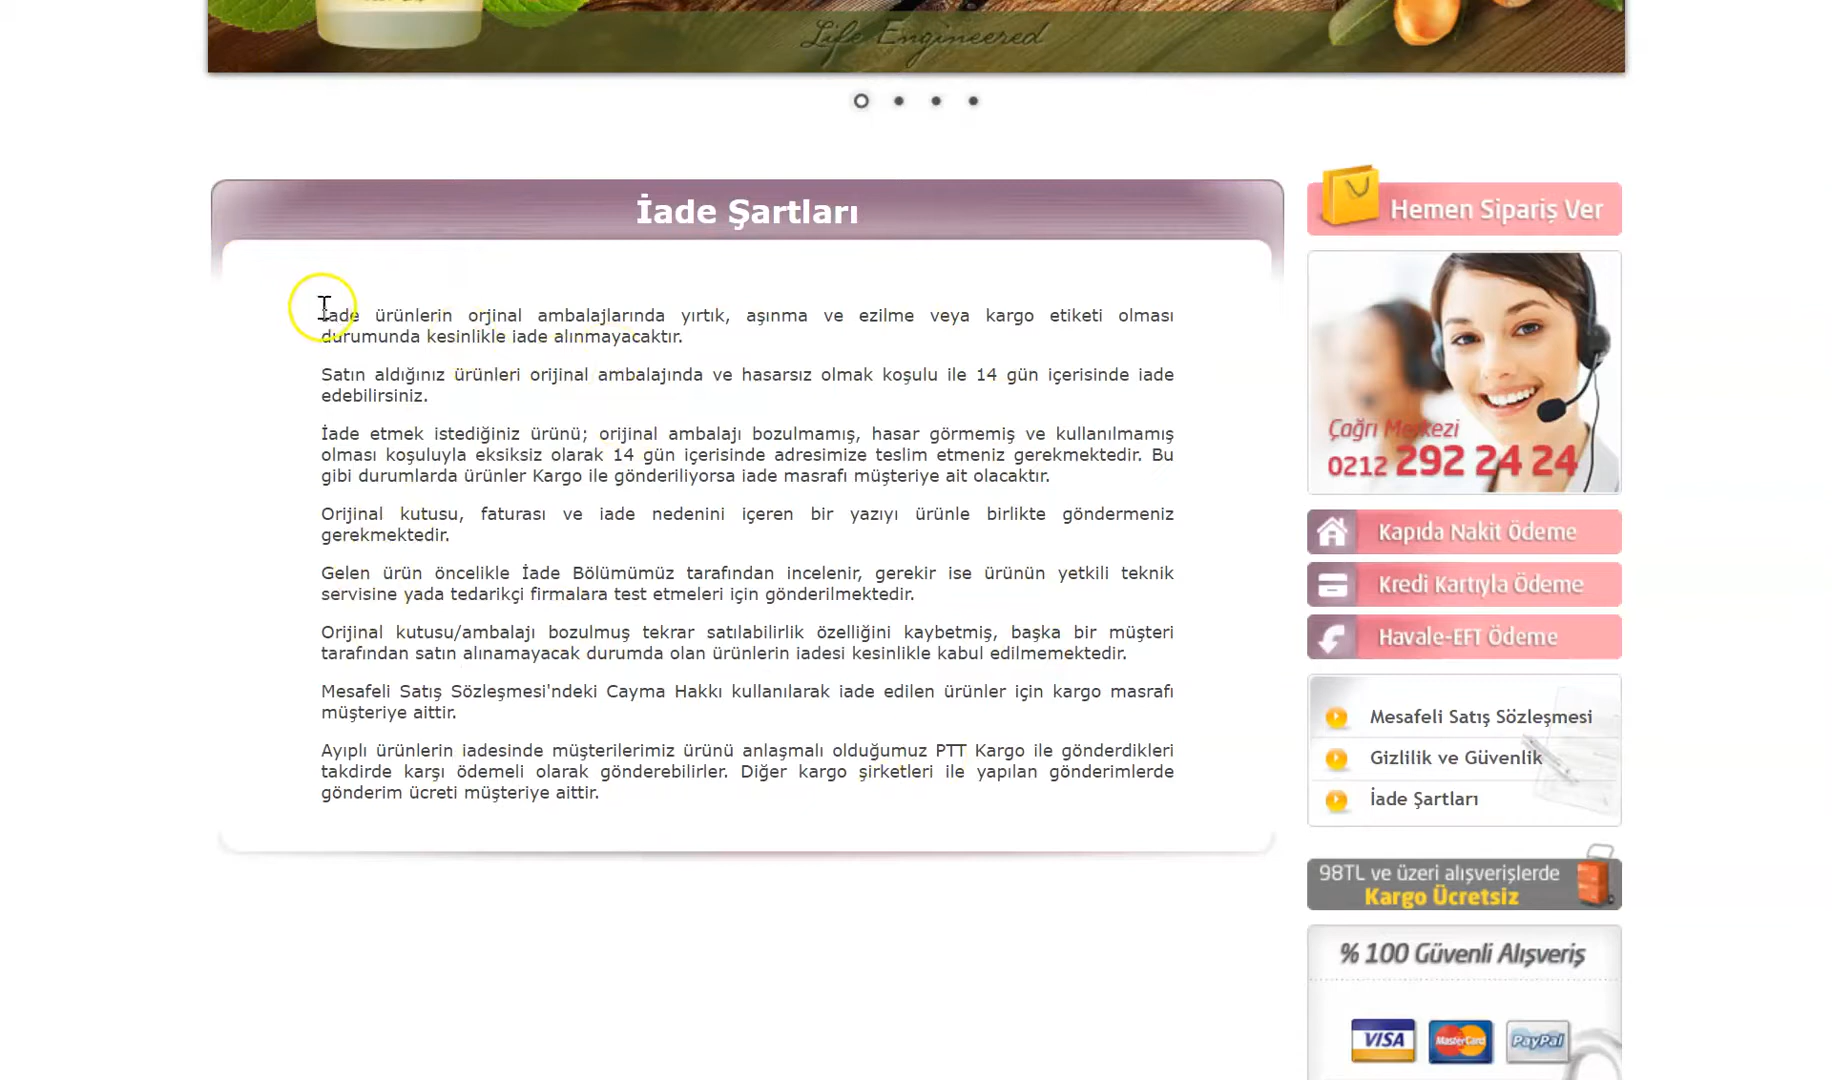 Life Engineered
İade Şartları
İade ürünlerin orjinal ambalajlarında yırtık, aşınma ve ezilme veya kargo etiketi olması
durumunda kesinlikle iade alınmayacaktır.
Satın aldığınız ürünleri orijinal ambalajında ve hasarsız olmak koşulu ile 14 gün içerisinde iade
edebilirsiniz.
İade etmek istediğiniz ürünü; orijinal ambalajı bozulmamış, hasar görmemiş ve kullanılmamış
olması koşuluyla eksiksiz olarak 14 gün içerisinde adresimize teslim etmeniz gerekmektedir. Bu
gibi durumlarda ürünler Kargo ile gönderiliyorsa iade masrafı müşteriye ait olacaktır.
Orijinal kutusu, faturası ve iade nedenini içeren bir yazıyı ürünle birlikte göndermeniz
gerekmektedir.
Gelen ürün öncelikle İade Bölümümüz tarafından incelenir, gerekir ise ürünün yetkili teknik
servisine yada tedarikçi firmalara test etmeleri için gönderilmektedir.
Orijinal kutusu/ambalajı bozulmuş tekrar satılabilirlik özelliğini kaybetmiş, başka bir müşteri
tarafından satın alınamayacak durumda olan ürünlerin iadesi kesinlikle kabul edilmemektedir.
Mesafeli Satış Sözleşmesi'ndeki Cayma Hakkı kullanılarak iade edilen ürünler için kargo masrafı
müşteriye aittir.
Ayıplı ürünlerin iadesinde müşterilerimiz ürünü anlaşmalı olduğumuz PTT Kargo ile gönderdikleri
takdirde karşı ödemeli olarak gönderebilirler. Diğer kargo şirketleri ile yapılan gönderimlerde
gönderim ücreti müşteriye aittir.
Hemen Sipariş Ver
Çağrı Merkezi
0212 292 24 24
Kapıda Nakit Ödeme
Kredi Kartıyla Ödeme
Havale-EFT Ödeme
Mesafeli Satış Sözleşmesi
Gizlilik ve Güvenlik
İade Şartları
98TL ve üzeri alışverişlerde
Kargo Ücretsiz
% 100 Güvenli Alışveriş
VISA MasterCard PayPal